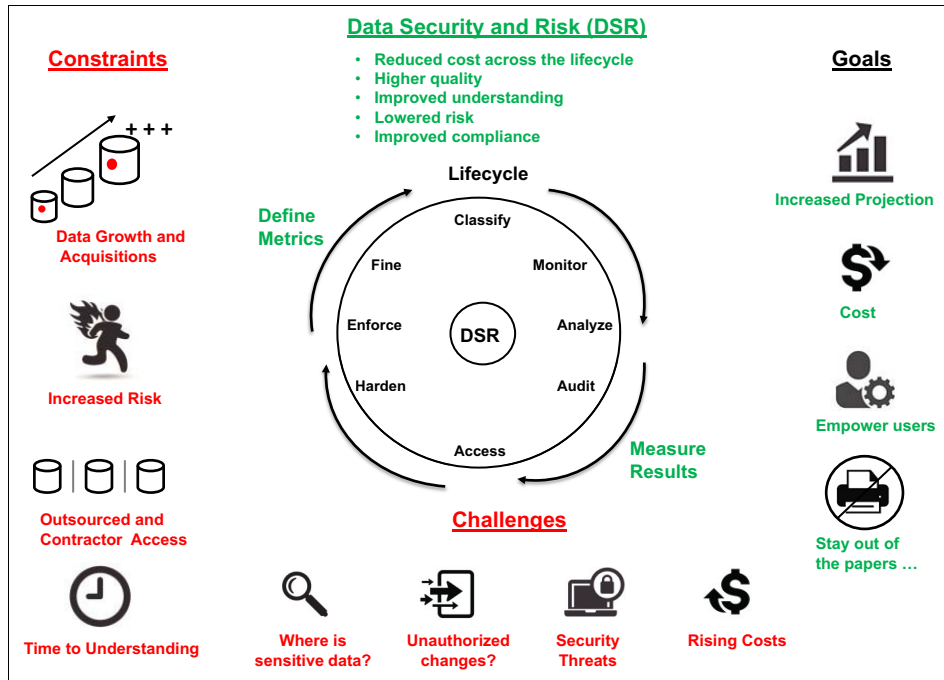 Data Security and Risk (DSR)
• Reduced cost across the lifecycle
• Higher quality
• Improved understanding
• Lowered risk
• Improved compliance
Constraints
+ + +
Data Growth and
Acquisitions
Increased Risk
Outsourced and
Contractor Access
Time to Understanding
Lifecycle
Define
Metrics
Classify
Fine
Monitor
Enforce
DSR
Analyze
Harden
Audit
Access
Measure
Results
Challenges
Where is
sensitive data?
Unauthorized
changes?
Security
Threats
Rising Costs
Goals
Increased Projection
$
Cost
Empower users
Stay out of
the papers ...
$